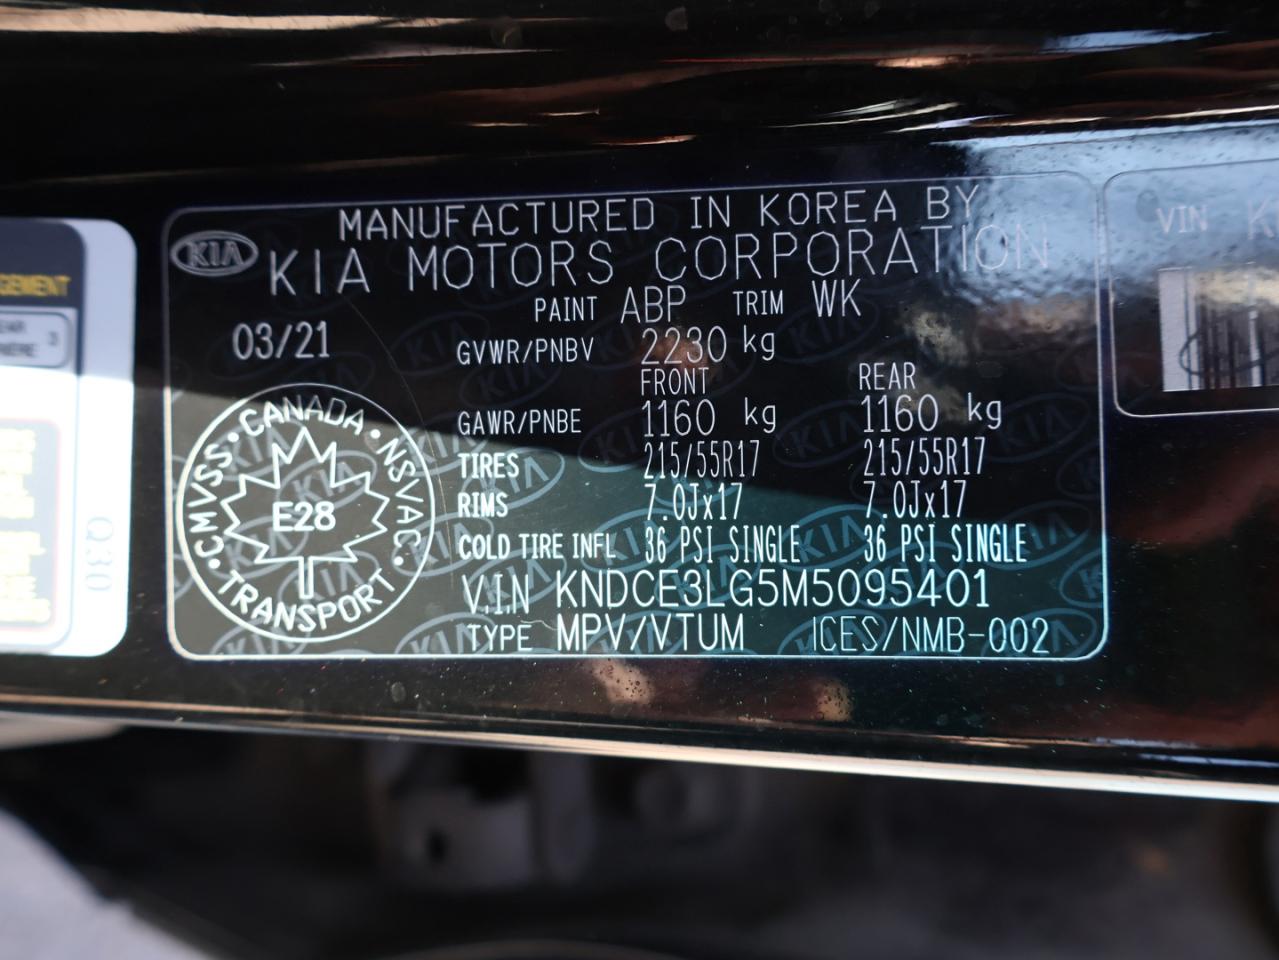 MANUFACTURED IN KOREA BY
KIA KIA MOTORS CORPORATION
PAINT ABP TRIM WK
03/21 GVWR/PNBV 2230 kg
FRONT REAR
GAWR/PNBE 1160 kg 1160 kg
TIRES 215/55R17 215/55R17
RIMS 7.0Jx17 7.0Jx17
COLD TIRE INFL 36 PSI SINGLE 36 PSI SINGLE
V.I.N KNDCE3LG5M5095401
TYPE MPV/VTUM ICES/NMB-002
CMVSS·CANADA·NSVAC·TRANSPORT·
E28
VIN K
Q30